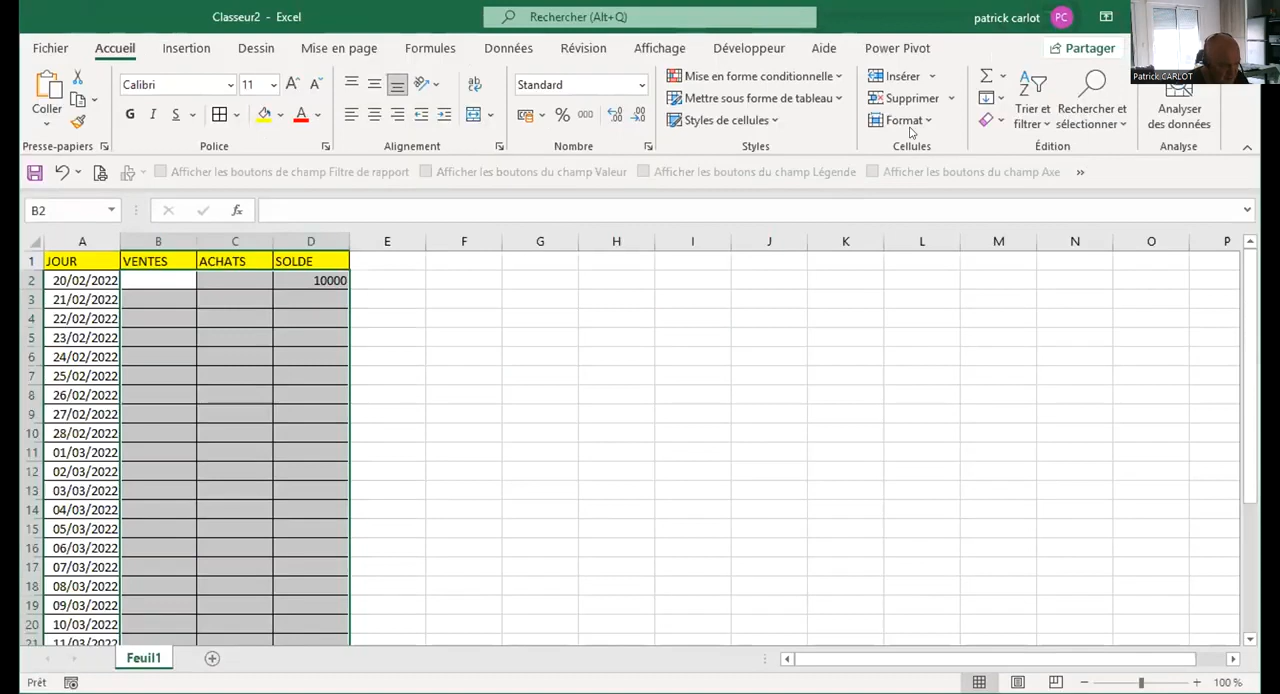 Classeur2 - Excel
Rechercher (Alt+Q)
patrick carlot PC
Patrick CARLOT
Fichier Accueil Insertion Dessin Mise en page Formules Données Révision Affichage Développeur Aide Power Pivot Partager
Coller
Presse-papiers
Calibri 11
G I S
Police
Alignement
Standard
% 000
Nombre
Mise en forme conditionnelle
Mettre sous forme de tableau
Styles de cellules
Styles
Insérer
Supprimer
Format
Cellules
Trier et filtrer
Rechercher et sélectionner
Édition
Analyser des données
Analyse
Afficher les boutons de champ Filtre de rapport Afficher les boutons de champ Valeur Afficher les boutons de champ Légende Afficher les boutons de champ Axe
B2 fx
A B C D E F G H I J K L M N O P
1 JOUR VENTES ACHATS SOLDE
2 20/02/2022 10000
3 21/02/2022
4 22/02/2022
5 23/02/2022
6 24/02/2022
7 25/02/2022
8 26/02/2022
9 27/02/2022
10 28/02/2022
11 01/03/2022
12 02/03/2022
13 03/03/2022
14 04/03/2022
15 05/03/2022
16 06/03/2022
17 07/03/2022
18 08/03/2022
19 09/03/2022
20 10/03/2022
21 11/03/2022
Feuil1
Prêt
100 %